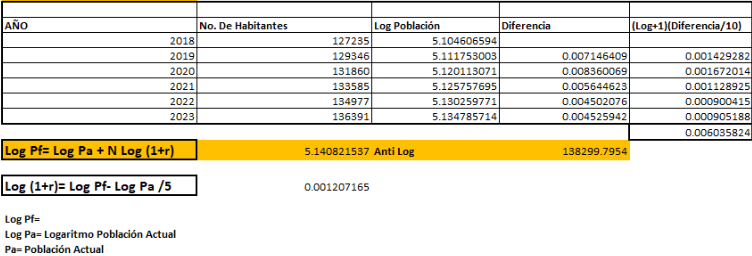 AÑO No. De Habitantes Log Población Diferencia (Log+1)(Diferencia/10)
2018 127235 5.104606594
2019 129346 5.111753003 0.007146409 0.001429282
2020 131860 5.120113071 0.008360069 0.001672014
2021 133585 5.125757695 0.005644623 0.001128925
2022 134977 5.130259771 0.004502076 0.000900415
2023 136391 5.134785714 0.004525942 0.000905188
0.006035824
Log Pf= Log Pa + N Log (1+r) 5.140821537 Anti Log 138299.7954
Log (1+r)= Log Pf- Log Pa /5 0.001207165
Log Pf=
Log Pa= Logaritmo Población Actual
Pa= Población Actual